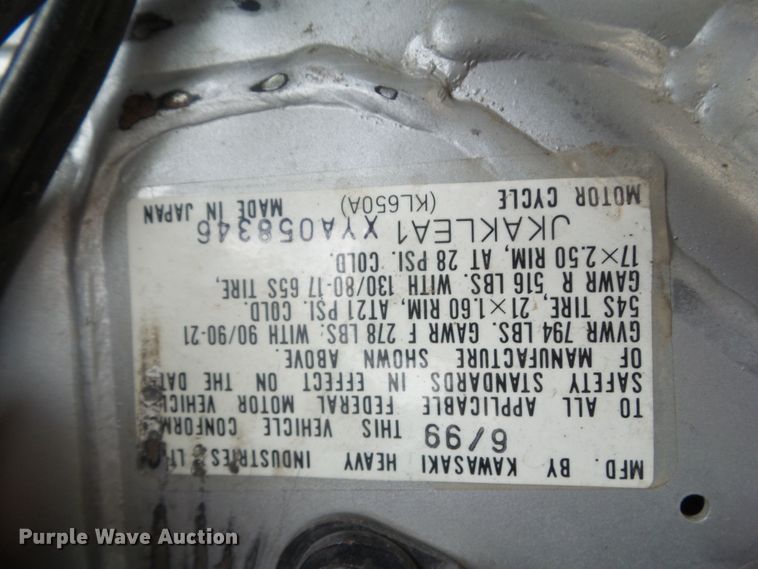 MFD BY KAWASAKI HEAVY INDUSTRIES
6/99 THIS VEHICLE CONFORM
TO ALL APPLICABLE FEDERAL MOTOR VEHICL
SAFETY STANDARDS IN EFFECT ON THE DAT
OF MANUFACTURE SHOWN ABOVE.
GVWR 794 LBS. GAWR F 278 LBS. WITH 90/90-21
54S TIRE, 21×1.60 RIM, AT21 PSI. COLD.
GAWR R 516 LBS. WITH 130/80-17 65S TIRE,
17×2.50 RIM, AT 28 PSI. COLD.
JKAKLEA1 XYA058346
MOTOR CYCLE (KL650A) MADE IN JAPAN
Purple Wave Auction